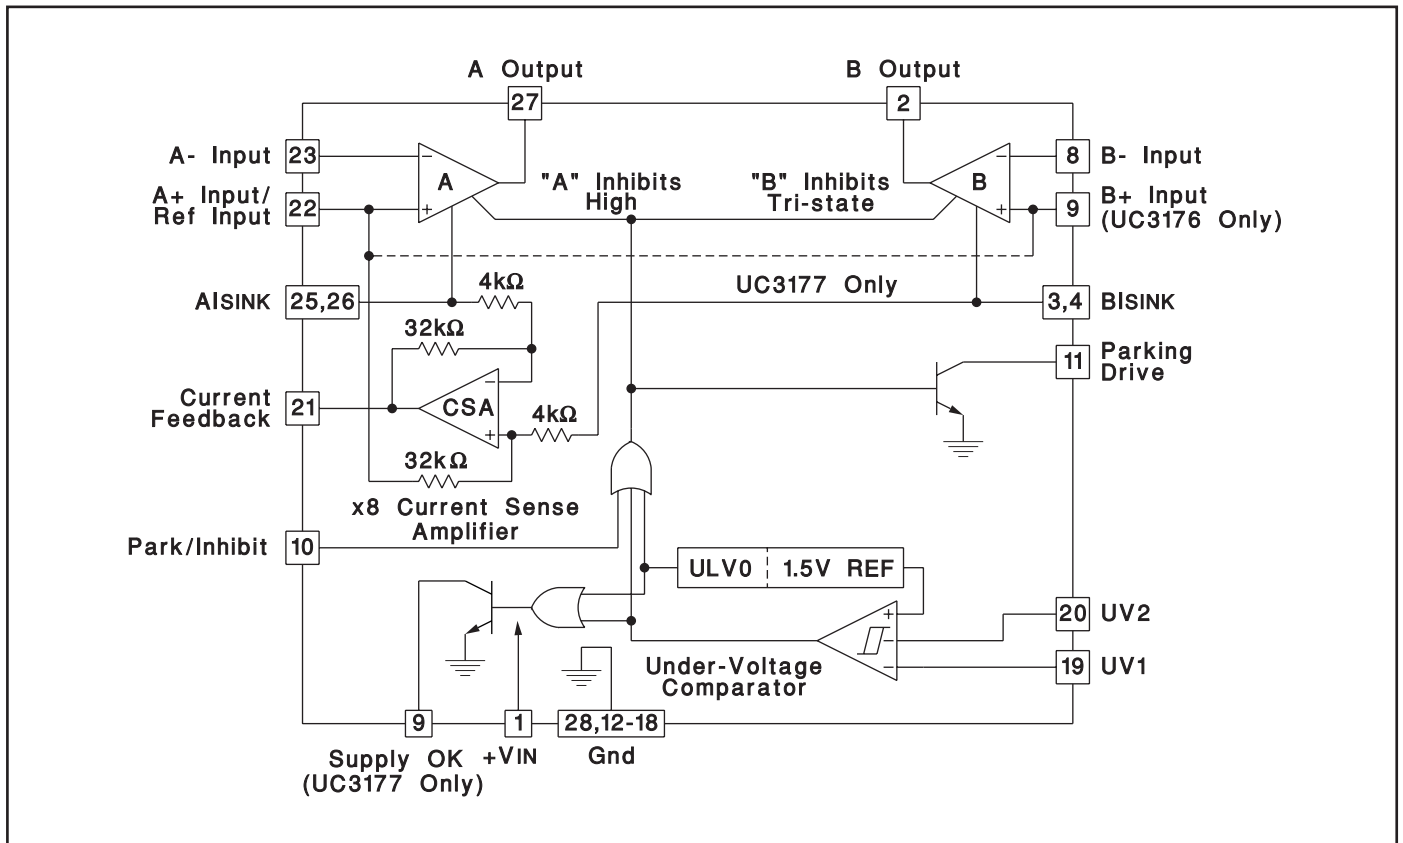 A Output
B Output
27
2
A- Input
23
−
A
"A" Inhibits
High
"B" Inhibits
Tri-state
B
−
8
B- Input
A+ Input/
Ref Input
22
+
+
9
B+ Input
(UC3176 Only)
UC3177 Only
AISINK
25,26
4kΩ
3,4
BISINK
32kΩ
11
Parking
Drive
Current
Feedback
21
−
CSA
+
4kΩ
32kΩ
x8 Current Sense
Amplifier
Park/Inhibit
10
ULV0
1.5V REF
+
−
−
20
UV2
19
UV1
Under-Voltage
Comparator
9
1
28,12-18
Supply OK
(UC3177 Only)
+VIN
Gnd